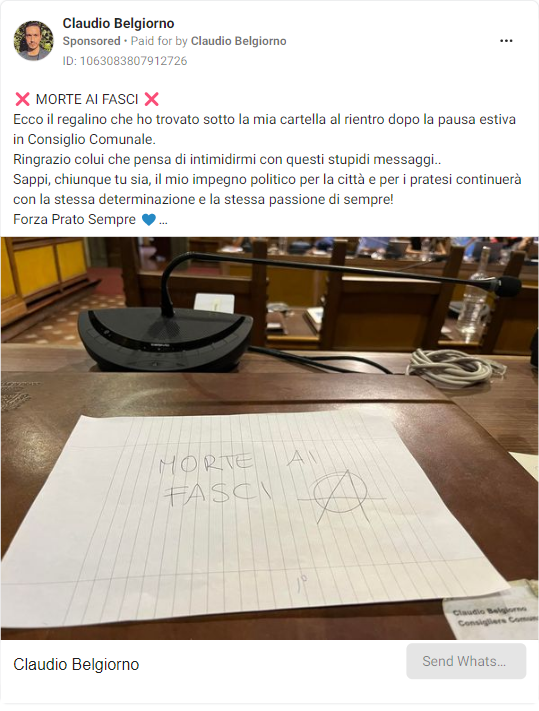 Claudio Belgiorno
Sponsored • Paid for by Claudio Belgiorno
ID: 1063083807912726
❌ MORTE AI FASCI ❌
Ecco il regalino che ho trovato sotto la mia cartella al rientro dopo la pausa estiva
in Consiglio Comunale.
Ringrazio colui che pensa di intimidirmi con questi stupidi messaggi..
Sappi, chiunque tu sia, il mio impegno politico per la città e per i pratesi continuerà
con la stessa determinazione e la stessa passione di sempre!
Forza Prato Sempre 💙 ...
MORTE AI
FASCI
Claudio Belgiorno
Consigliere Comun
Claudio Belgiorno
Send Whats...